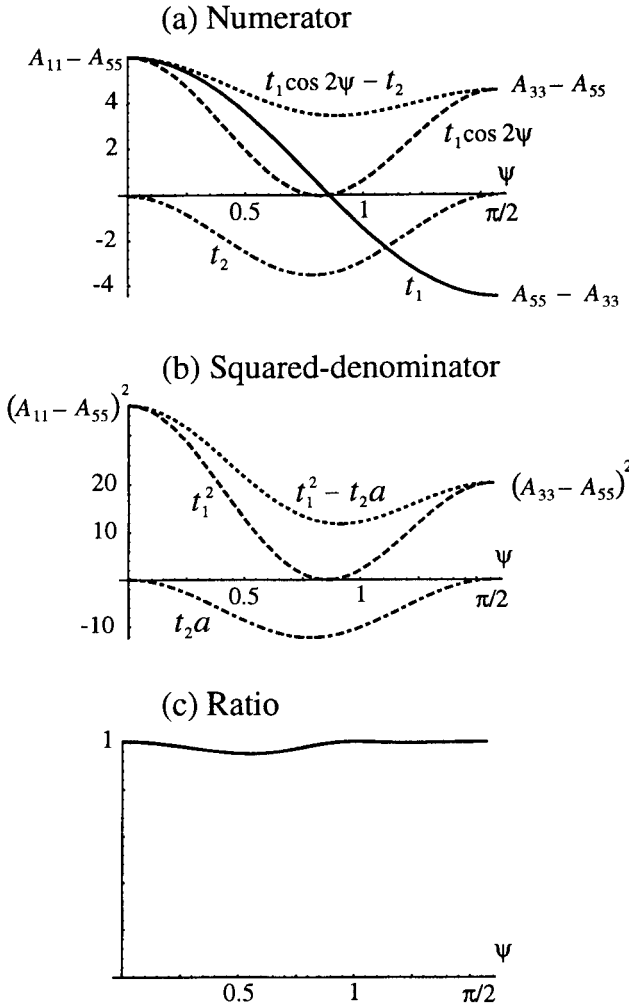 (a) Numerator
A₁₁ − A₅₅
t₁cos 2ψ − t₂
A₃₃ − A₅₅
4
t₁cos 2ψ
2
ψ
0.5
1
π/2
-2
t₂
t₁
-4
A₅₅ − A₃₃
(b) Squared-denominator
(A₁₁ − A₅₅)²
20
t₁²
t₁² − t₂a
(A₃₃ − A₅₅)²
10
ψ
0.5
1
π/2
-10
t₂a
(c) Ratio
1
ψ
0.5
1
π/2